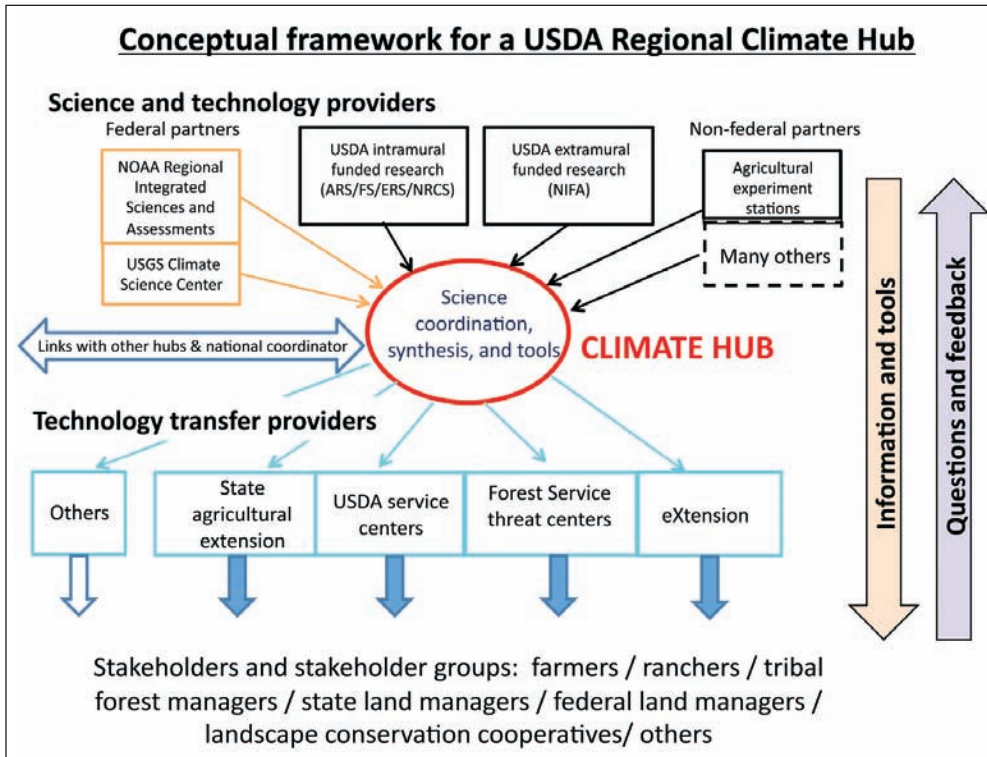 Conceptual framework for a USDA Regional Climate Hub
Science and technology providers
Federal partners
NOAA Regional
Integrated
Sciences and
Assessments
USGS Climate
Science Center
USDA intramural
funded research
(ARS/FS/ERS/NRCS)
USDA extramural
funded research
(NIFA)
Non-federal partners
Agricultural
experiment
stations
Many others
Science
coordination,
synthesis, and tools
CLIMATE HUB
Links with other hubs & national coordinator
Technology transfer providers
Others
State
agricultural
extension
USDA service
centers
Forest Service
threat centers
eXtension
Information and tools
Questions and feedback
Stakeholders and stakeholder groups: farmers / ranchers / tribal
forest managers / state land managers / federal land managers /
landscape conservation cooperatives/ others